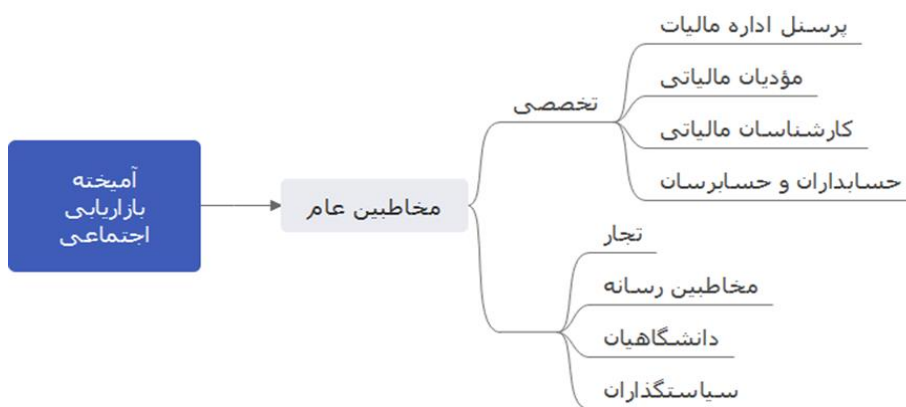 آمیخته
بازاریابی
اجتماعی
مخاطبین عام
تخصصی
پرسنل اداره مالیات
مؤدیان مالیاتی
کارشناسان مالیاتی
حسابداران و حسابرسان
تجار
مخاطبین رسانه
دانشگاهیان
سیاستگذاران